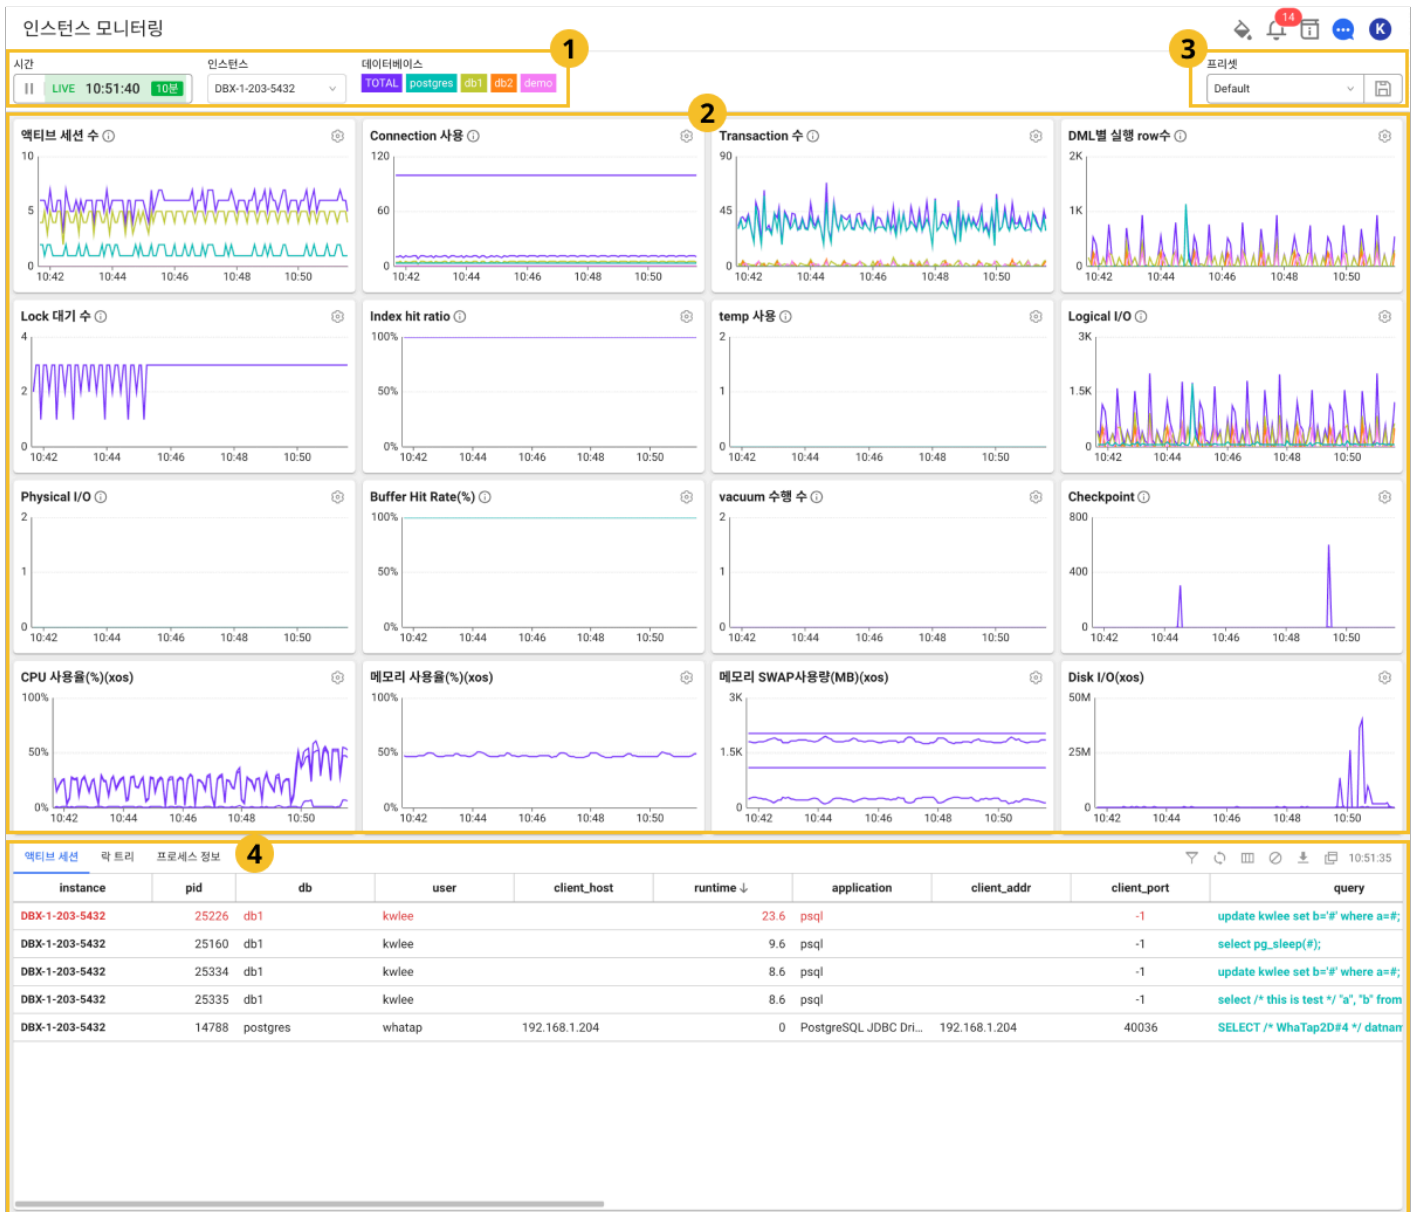 인스턴스 모니터링
14
K
1
3
시간
인스턴스
데이터베이스
프리셋
LIVE 10:51:40 10분
DBX-1-203-5432
TOTAL postgres db1 db2 demo
Default
2
액티브 세션 수
10
5
0
10:42 10:44 10:46 10:48 10:50
Connection 사용
120
60
0
10:42 10:44 10:46 10:48 10:50
Transaction 수
90
45
0
10:42 10:44 10:46 10:48 10:50
DML별 실행 row수
2K
1K
0
10:42 10:44 10:46 10:48 10:50
Lock 대기 수
4
2
0
10:42 10:44 10:46 10:48 10:50
Index hit ratio
100%
50%
0%
10:42 10:44 10:46 10:48 10:50
temp 사용
2
1
0
10:42 10:44 10:46 10:48 10:50
Logical I/O
3K
1.5K
0
10:42 10:44 10:46 10:48 10:50
Physical I/O
2
1
0
10:42 10:44 10:46 10:48 10:50
Buffer Hit Rate(%)
100%
50%
0%
10:42 10:44 10:46 10:48 10:50
vacuum 수행 수
2
1
0
10:42 10:44 10:46 10:48 10:50
Checkpoint
800
400
0
10:42 10:44 10:46 10:48 10:50
CPU 사용율(%)(xos)
100%
50%
0%
10:42 10:44 10:46 10:48 10:50
메모리 사용율(%)(xos)
100%
50%
0%
10:42 10:44 10:46 10:48 10:50
메모리 SWAP사용량(MB)(xos)
3K
1.5K
0
10:42 10:44 10:46 10:48 10:50
Disk I/O(xos)
50M
25M
0
10:42 10:44 10:46 10:48 10:50
액티브 세션 락 트리 프로세스 정보 4 10:51:35
instance pid db user client_host runtime ↓ application client_addr client_port query
DBX-1-203-5432 25226 db1 kwlee 23.6 psql -1 update kwlee set b='#' where a=#;
DBX-1-203-5432 25160 db1 kwlee 9.6 psql -1 select pg_sleep(#);
DBX-1-203-5432 25334 db1 kwlee 8.6 psql -1 update kwlee set b='#' where a=#;
DBX-1-203-5432 25335 db1 kwlee 8.6 psql -1 select /* this is test */ "a", "b" from
DBX-1-203-5432 14788 postgres whatap 192.168.1.204 0 PostgreSQL JDBC Dri... 192.168.1.204 40036 SELECT /* WhaTap2D#4 */ datnam